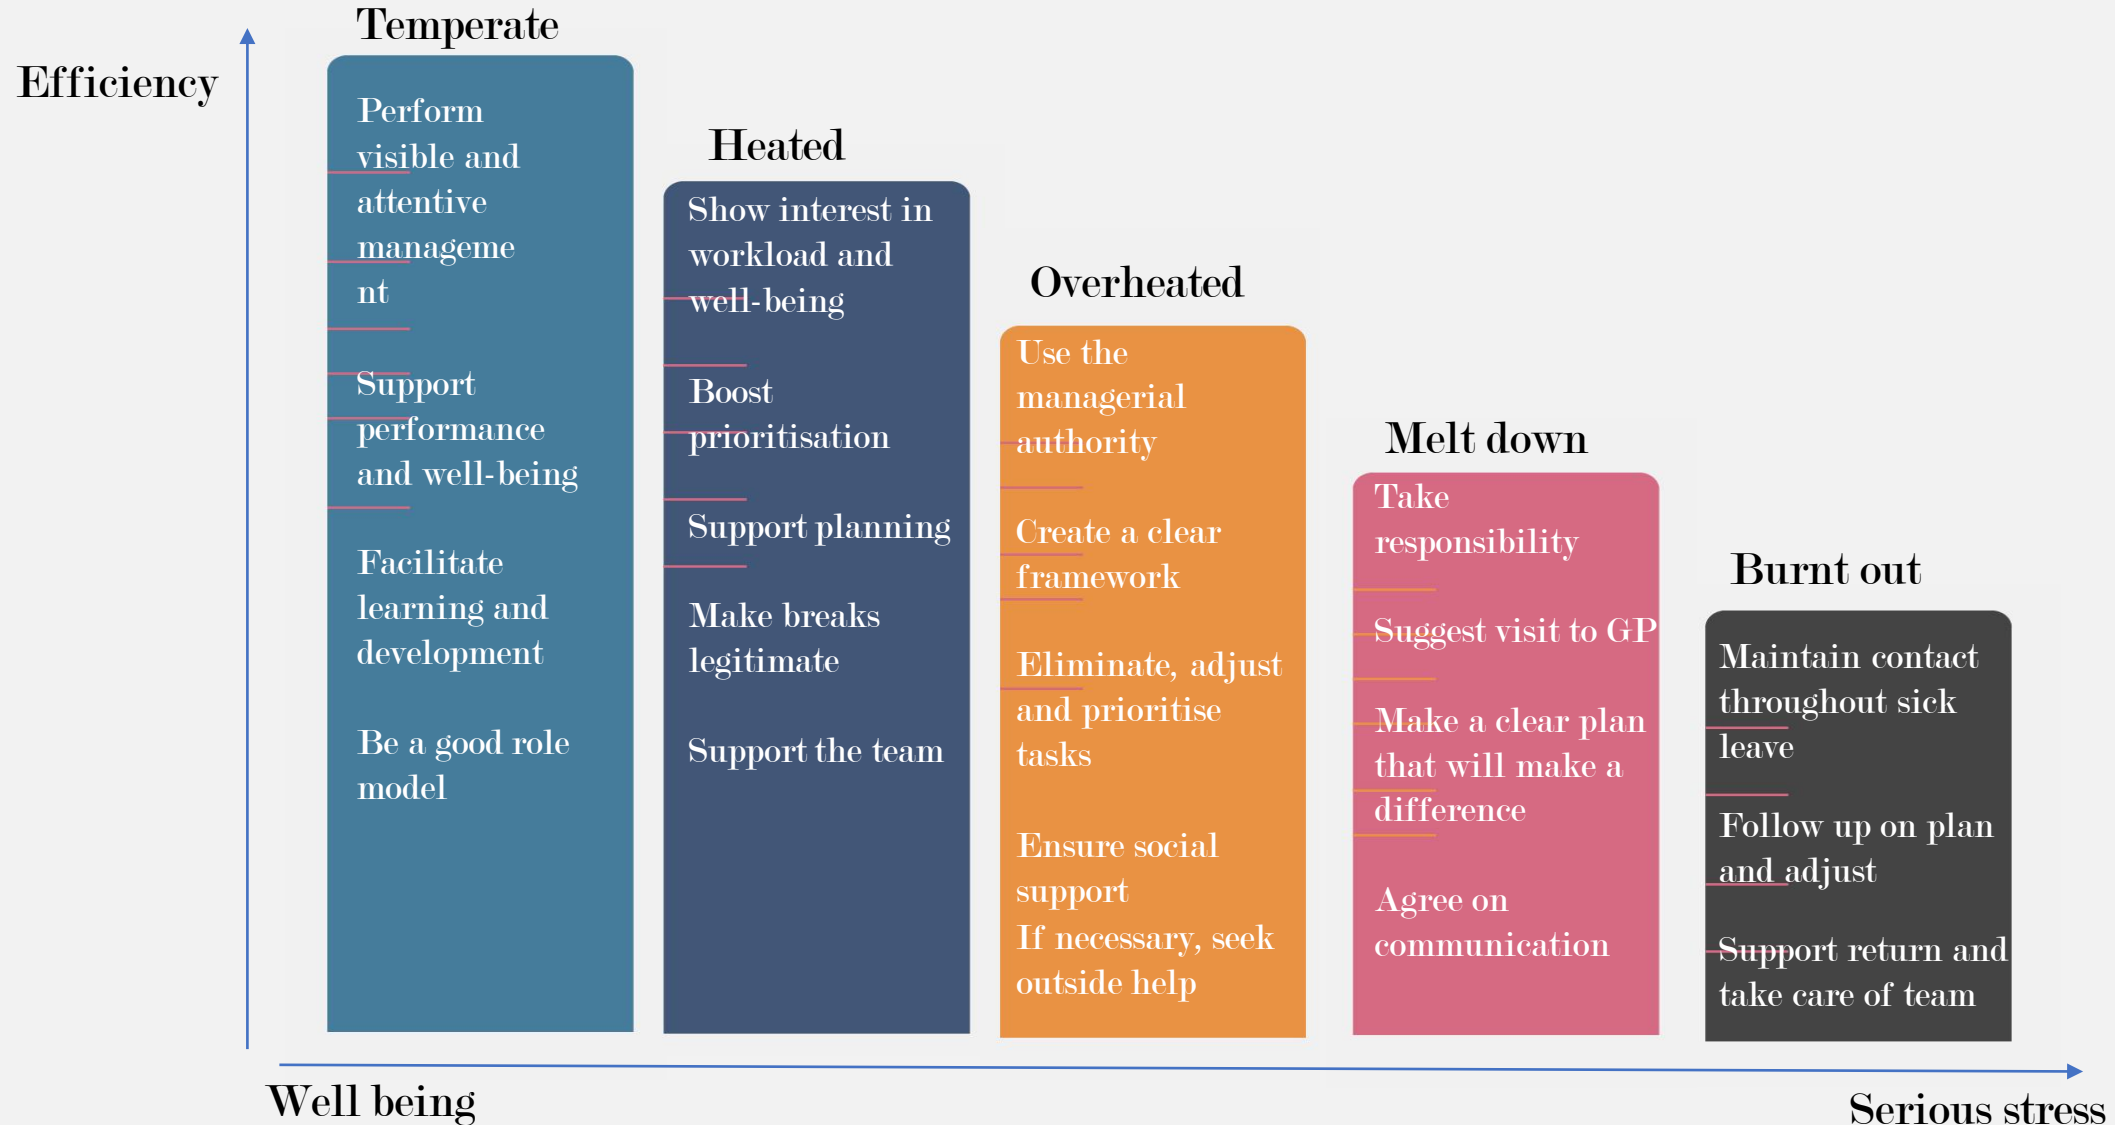 Efficiency
Temperate
Perform
visible and
attentive
manageme
nt
Support
performance
and well-being
Facilitate
learning and
development
Be a good role
model
Heated
Show interest in
workload and
well-being
Boost
prioritisation
Support planning
Make breaks
legitimate
Support the team
Overheated
Use the
managerial
authority
Create a clear
framework
Eliminate, adjust
and prioritise
tasks
Ensure social
support
If necessary, seek
outside help
Melt down
Take
responsibility
Suggest visit to GP
Make a clear plan
that will make a
difference
Agree on
communication
Burnt out
Maintain contact
throughout sick
leave
Follow up on plan
and adjust
Support return and
take care of team
Well being
Serious stress